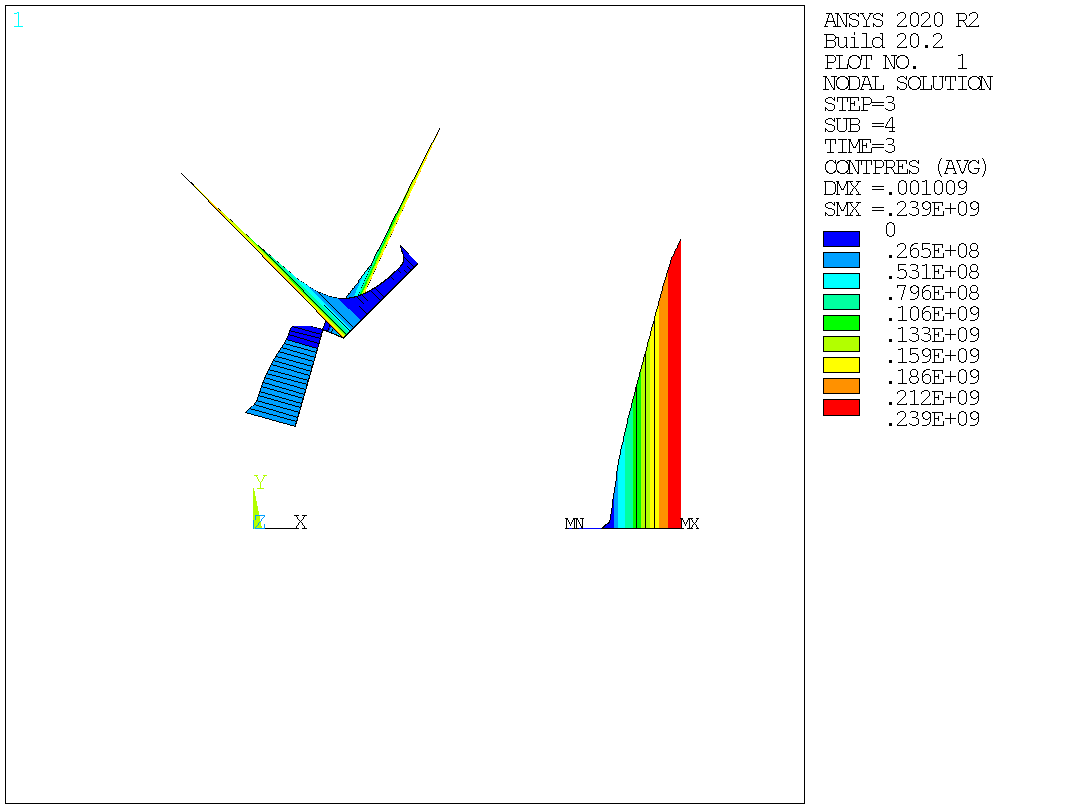 1
ANSYS 2020 R2
Build 20.2
PLOT NO. 1
NODAL SOLUTION
STEP=3
SUB =4
TIME=3
CONTPRES (AVG)
DMX =.001009
SMX =.239E+09
0
.265E+08
.531E+08
.796E+08
.106E+09
.133E+09
.159E+09
.186E+09
.212E+09
.239E+09
Y
Z X
MN MX